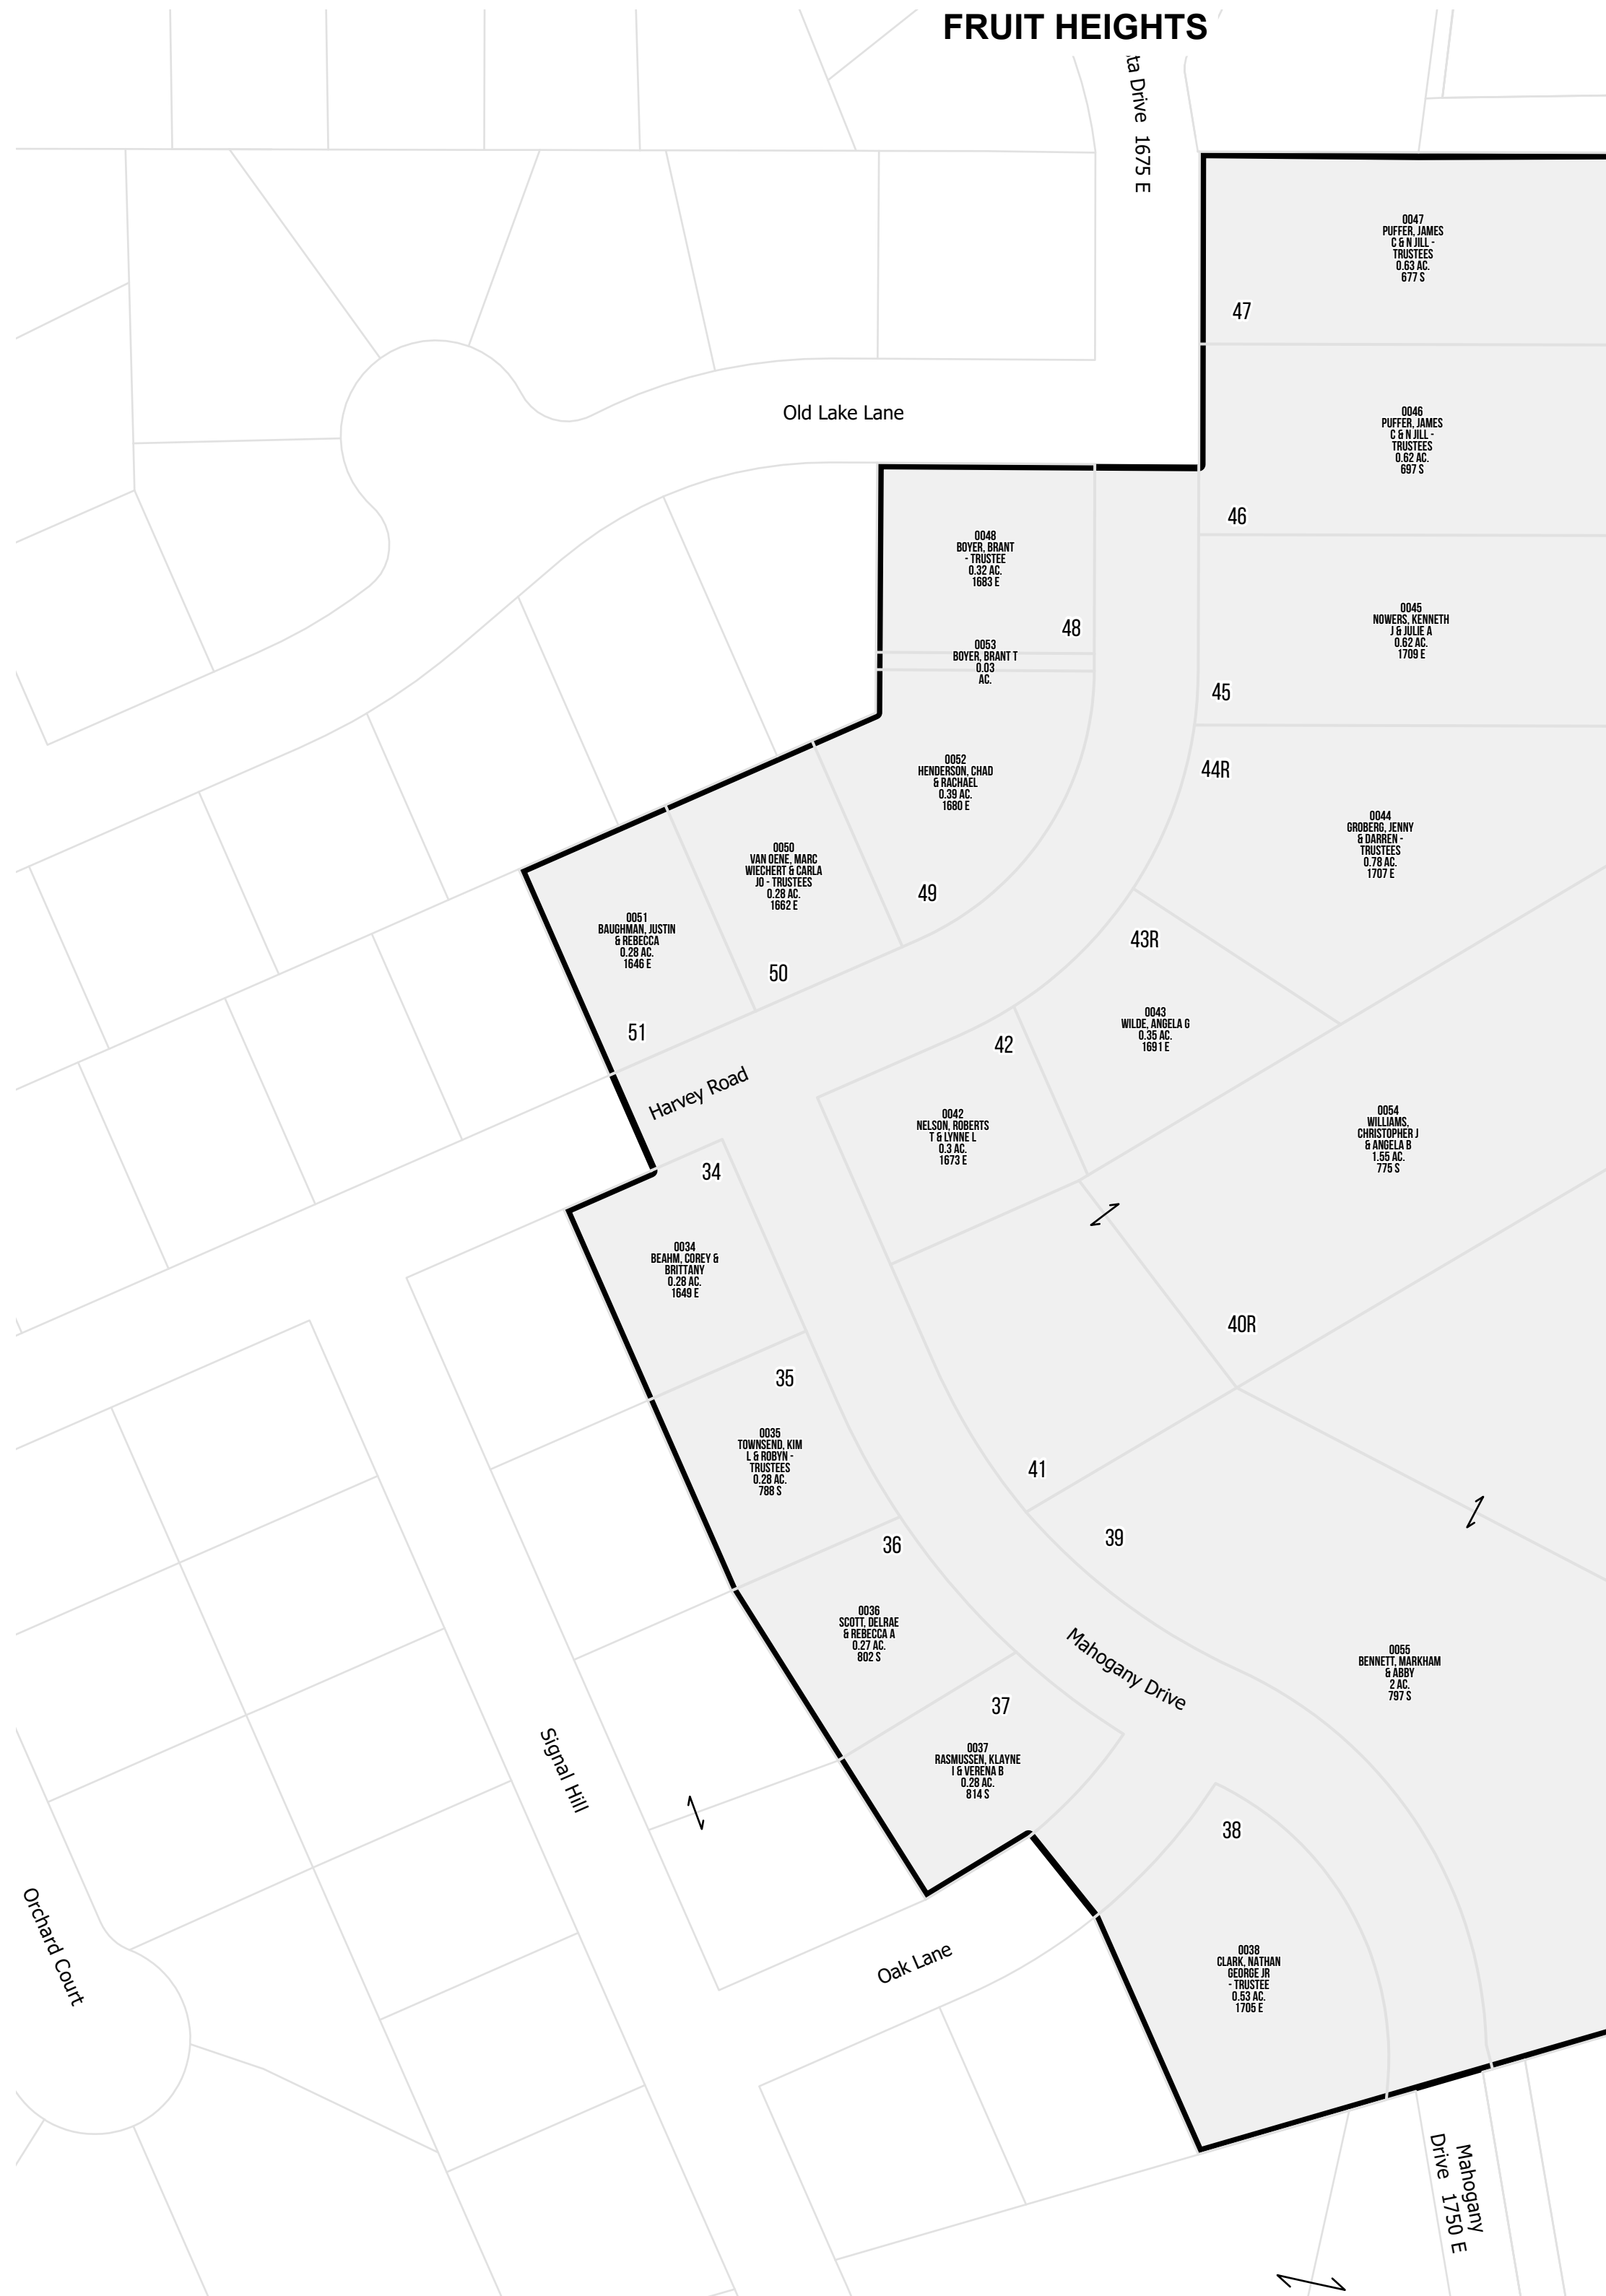 FRUIT HEIGHTS
ta Drive 1675 E
0047
PUFFER, JAMES
C & N JILL -
TRUSTEES
0.63 AC.
677 S
47
0046
PUFFER, JAMES
C & N JILL -
TRUSTEES
0.62 AC.
697 S
46
Old Lake Lane
0048
BOYER, BRANT
- TRUSTEE
0.32 AC.
1683 E
48
0053
BOYER, BRANT T
0.03
AC.
0045
NOWERS, KENNETH
J & JULIE A
0.62 AC.
1709 E
45
44R
0052
HENDERSON, CHAD
& RACHAEL
0.39 AC.
1680 E
49
0044
GROBERG, JENNY
& DARREN -
TRUSTEES
0.78 AC.
1707 E
0050
VAN OENE, MARC
WIECHERT & CARLA
JO - TRUSTEES
0.28 AC.
1662 E
50
0051
BAUGHMAN, JUSTIN
& REBECCA
0.28 AC.
1646 E
51
43R
0043
WILDE, ANGELA G
0.35 AC.
1691 E
42
Harvey Road
0042
NELSON, ROBERTS
T & LYNNE L
0.3 AC.
1673 E
0054
WILLIAMS,
CHRISTOPHER J
& ANGELA B
1.55 AC.
775 S
34
0034
BEAHM, COREY &
BRITTANY
0.28 AC.
1649 E
40R
35
0035
TOWNSEND, KIM
L & ROBYN -
TRUSTEES
0.28 AC.
788 S
41
39
36
0036
SCOTT, DELRAE
& REBECCA A
0.27 AC.
802 S
Mahogany Drive
0055
BENNETT, MARKHAM
& ABBY
2 AC.
797 S
37
0037
RASMUSSEN, KLAYNE
I & VERENA B
0.28 AC.
814 S
Signal Hill
38
Orchard Court
Oak Lane
0038
CLARK, NATHAN
GEORGE JR
- TRUSTEE
0.53 AC.
1705 E
Mahogany
Drive 1750 E